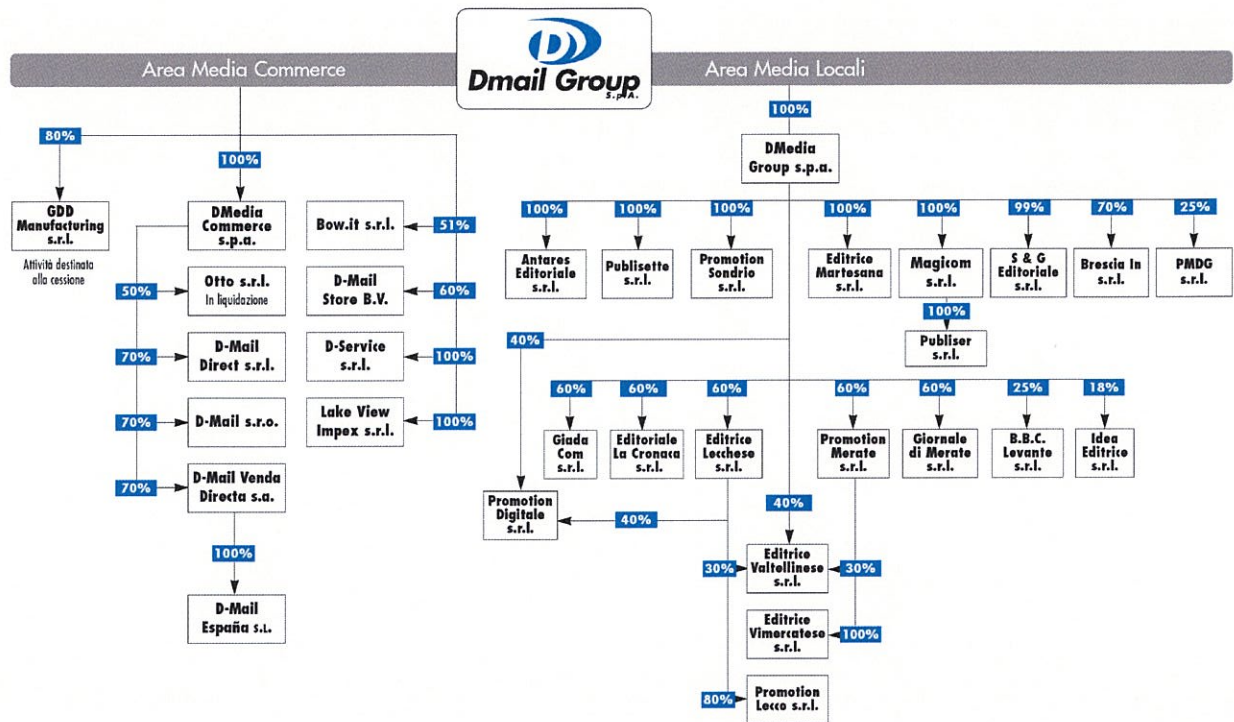 D
Dmail Group
S.p.A.
Area Media Commerce
Area Media Locali
80%
100%
GDD
Manufacturing
s.r.l.
Attività destinata
alla cessione
DMedia
Commerce
s.p.a.
50%
Otto s.r.l.
In liquidazione
70%
D-Mail
Direct s.r.l.
70%
D-Mail s.r.o.
70%
D-Mail Venda
Directa s.a.
100%
D-Mail
España s.L.
Bow.it s.r.l.
51%
D-Mail
Store B.V.
60%
D-Service
s.r.l.
100%
Lake View
Impex s.r.l.
100%
100%
DMedia
Group s.p.a.
100%
Antares
Editoriale
s.r.l.
100%
Publisette
s.r.l.
100%
Promotion
Sondrio
s.r.l.
100%
Editrice
Martesana
s.r.l.
100%
Magicom
s.r.l.
99%
S & G
Editoriale
s.r.l.
70%
Brescia In
s.r.l.
25%
PMDG
s.r.l.
100%
Publiser
s.r.l.
40%
60%
Giada
Com
s.r.l.
60%
Editoriale
La Cronaca
s.r.l.
60%
Editrice
Lecchese
s.r.l.
60%
Promotion
Merate
s.r.l.
60%
Giornale
di Merate
s.r.l.
25%
B.B.C.
Levante
s.r.l.
18%
Idea
Editrice
s.r.l.
Promotion
Digitale
s.r.l.
40%
40%
30%
Editrice
Valtellinese
s.r.l.
30%
Editrice
Vimercatese
s.r.l.
100%
80%
Promotion
Lecco s.r.l.